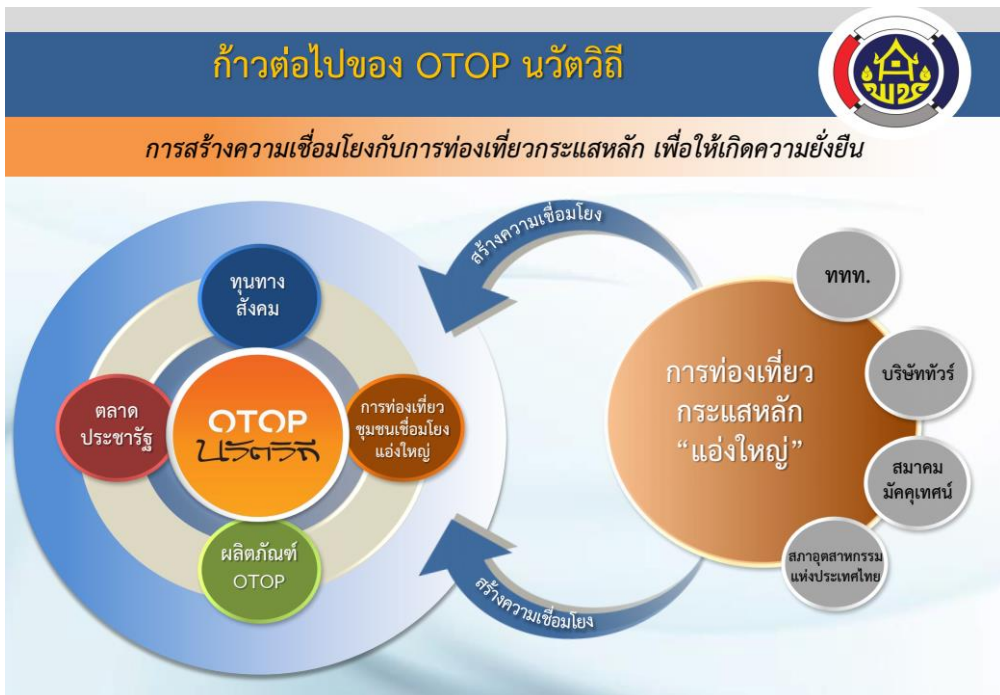 ก้าวต่อไปของ OTOP นวัตวิถี
พช
การสร้างความเชื่อมโยงกับการท่องเที่ยวกระแสหลัก เพื่อให้เกิดความยั่งยืน
สร้างความเชื่อมโยง
ทุนทาง
สังคม
ตลาด
ประชารัฐ
OTOP
นวัตวิถี
การท่องเที่ยว
ชุมชนเชื่อมโยง
แอ่งใหญ่
ผลิตภัณฑ์
OTOP
สร้างความเชื่อมโยง
การท่องเที่ยว
กระแสหลัก
“แอ่งใหญ่”
ททท.
บริษัททัวร์
สมาคม
มัคคุเทศน์
สภาอุตสาหกรรม
แห่งประเทศไทย